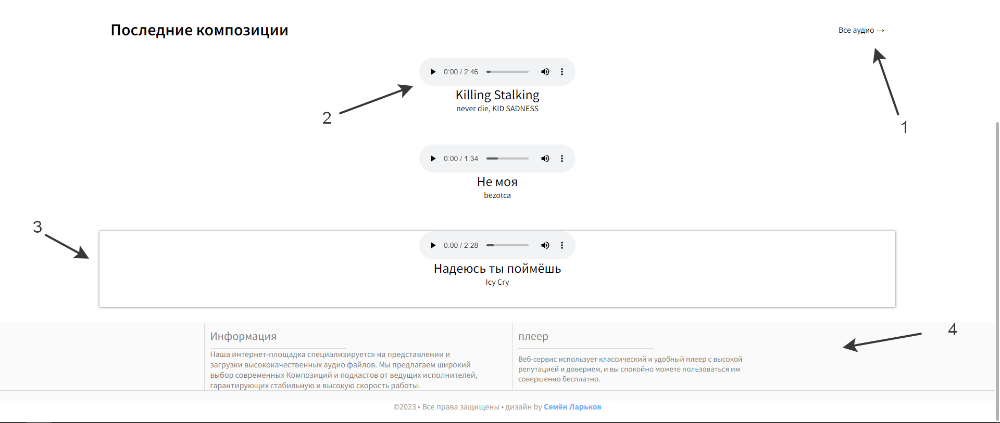 Последние композиции
Все аудио →
0:00 / 2:46
Killing Stalking
never die, KID SADNESS
2
1
0:00 / 1:34
Не моя
bezotca
3
0:00 / 2:28
Надеюсь ты поймёшь
Icy Cry
4
Информация
Наша интернет-площадка специализируется на представлении и
загрузки высококачественных аудио файлов. Мы предлагаем широкий
выбор современных Композиций и подкастов от ведущих исполнителей,
гарантирующих стабильную и высокую скорость работы.
плеер
Веб-сервис использует классический и удобный плеер с высокой
репутацией и доверием, и вы спокойно можете пользоваться им
совершенно бесплатно.
©2023 • Все права защищены • дизайн by Семён Ларьков